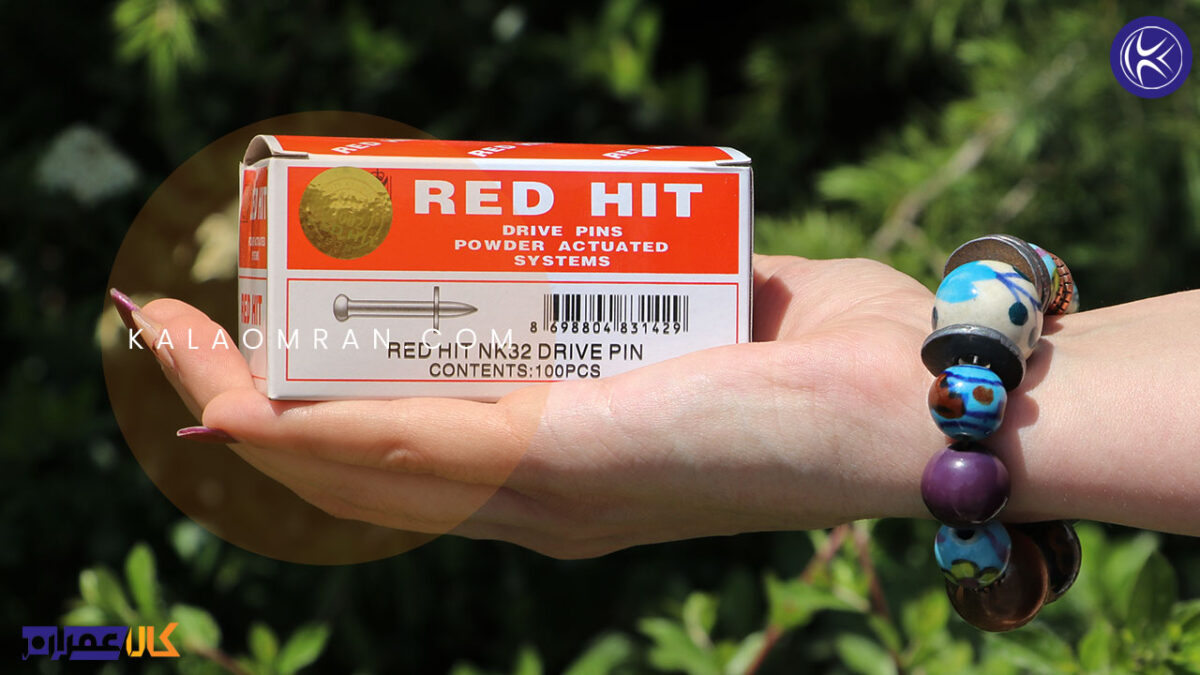 RED HIT RED HIT RED HIT
RED HIT
DRIVE PINS
POWDER ACTUATED
SYSTEMS
RED HIT
8 698804 831429
KALAOMRAN.COM
RED HIT NK32 DRIVE PIN
CONTENTS:100PCS
کالا عمران